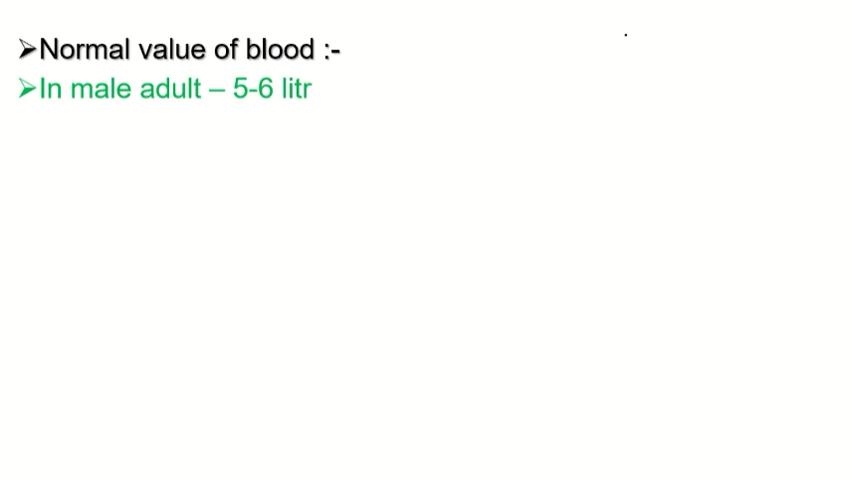 ➢Normal value of blood :-
➢In male adult – 5-6 litr